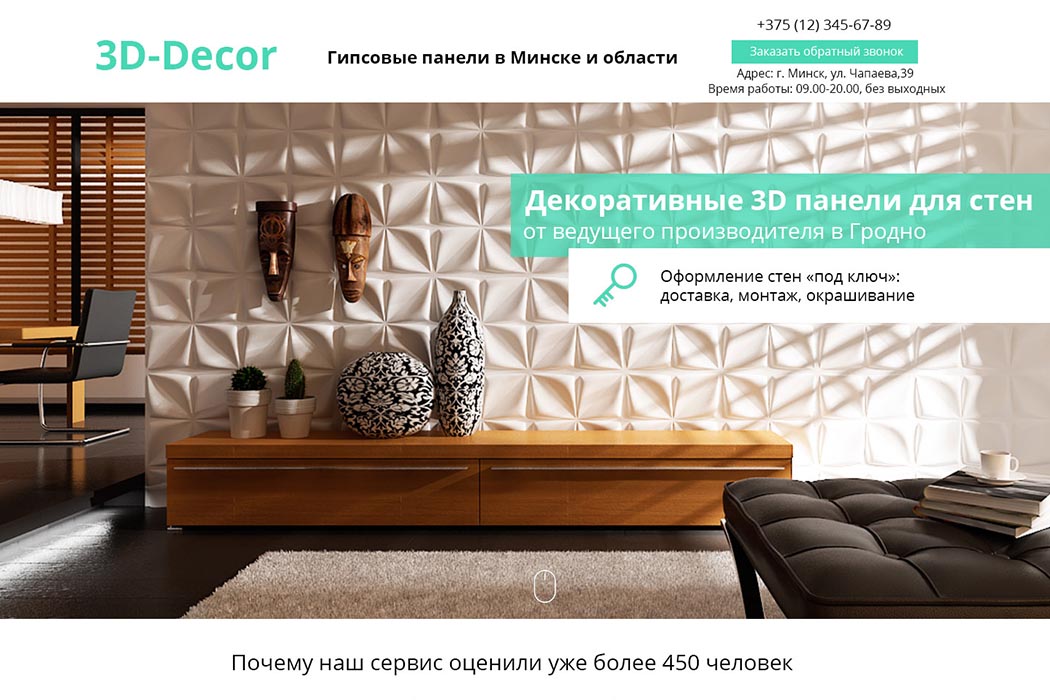 3D-Decor
Гипсовые панели в Минске и области
+375 (12) 345-67-89
Заказать обратный звонок
Адрес: г. Минск, ул. Чапаева,39
Время работы: 09.00-20.00, без выходных
Декоративные 3D панели для стен
от ведущего производителя в Гродно
Оформление стен «под ключ»:
доставка, монтаж, окрашивание
Почему наш сервис оценили уже более 450 человек